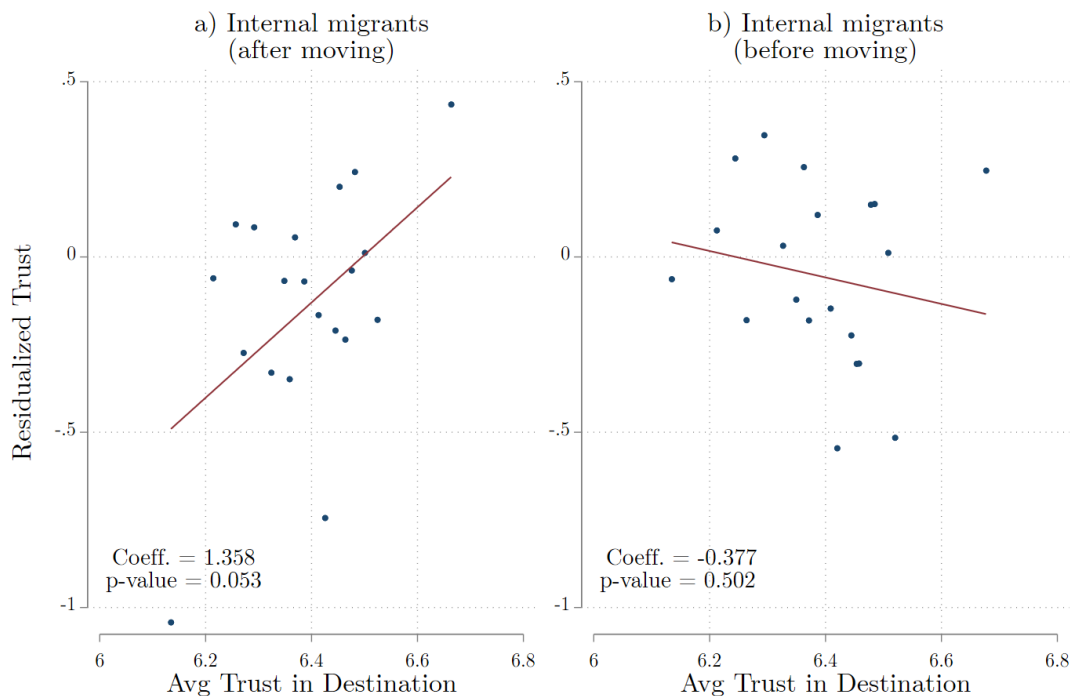 a) Internal migrants
(after moving)
b) Internal migrants
(before moving)
Residualized Trust
.5
0
-.5
-1
Coeff. = 1.358
p-value = 0.053
6 6.2 6.4 6.6 6.8
Avg Trust in Destination
.5
0
-.5
-1
Coeff. = -0.377
p-value = 0.502
6 6.2 6.4 6.6 6.8
Avg Trust in Destination